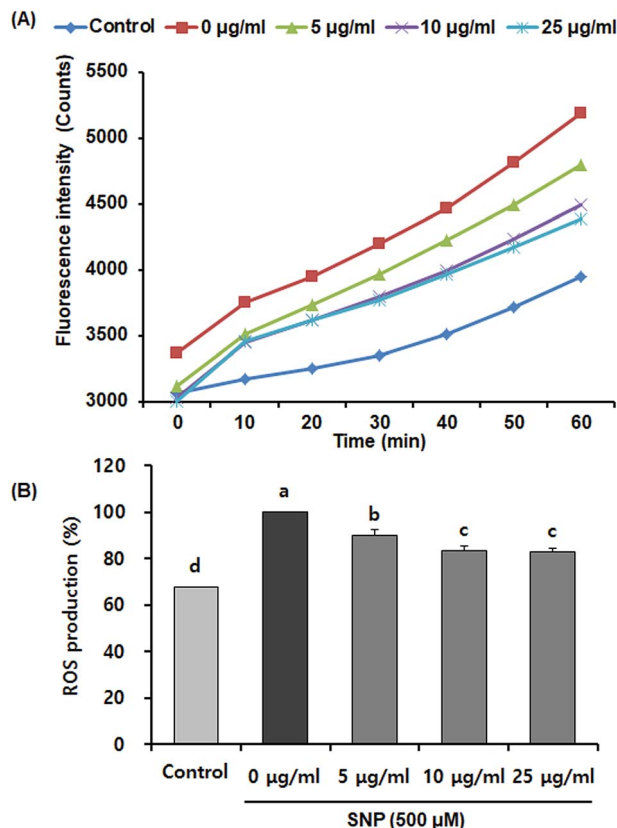 (A)
Control 0 μg/ml 5 μg/ml 10 μg/ml 25 μg/ml
Fluorescence intensity (Counts)
5500
5000
4500
4000
3500
3000
0 10 20 30 40 50 60
Time (min)
(B)
ROS production (%)
120
100
80
60
40
20
0
d a b c c
Control 0 μg/ml 5 μg/ml 10 μg/ml 25 μg/ml
SNP (500 μM)